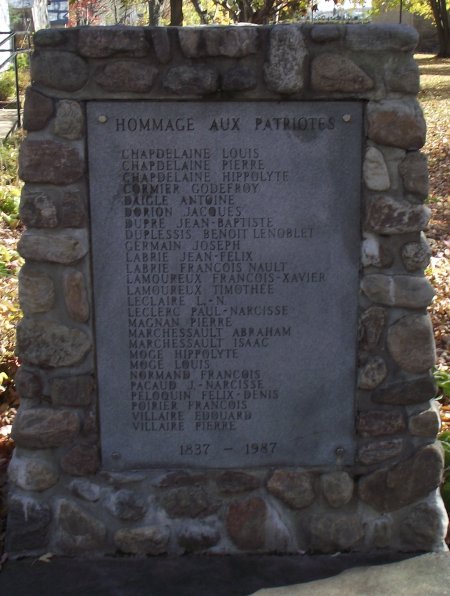 HOMMAGE AUX PATRIOTES
CHAPDELAINE LOUIS
CHAPDELAINE PIERRE
CHAPDELAINE HIPPOLYTE
CORMIER GODEFROY
DAIGLE ANTOINE
DORION JACQUES
DUPRE JEAN-BAPTISTE
DUPLESSIS BENOIT LENOBLET
GERMAIN JOSEPH
LABRIE JEAN-FELIX
LABRIE FRANCOIS NAULT
LAMOUREUX FRANCOIS-XAVIER
LAMOUREUX TIMOTHÉE
LECLAIRE L.-N.
LECLERC PAUL-NARCISSE
MAGNAN PIERRE
MARCHESSAULT ABRAHAM
MARCHESSAULT ISAAC
MOGE HIPPOLYTE
MOGE LOUIS
NORMAND FRANCOIS
PACAUD J.-NARCISSE
PELOQUIN FELIX-DENIS
POIRIER FRANCOIS
VILLAIRE EDOUARD
VILLAIRE PIERRE
1837 - 1987